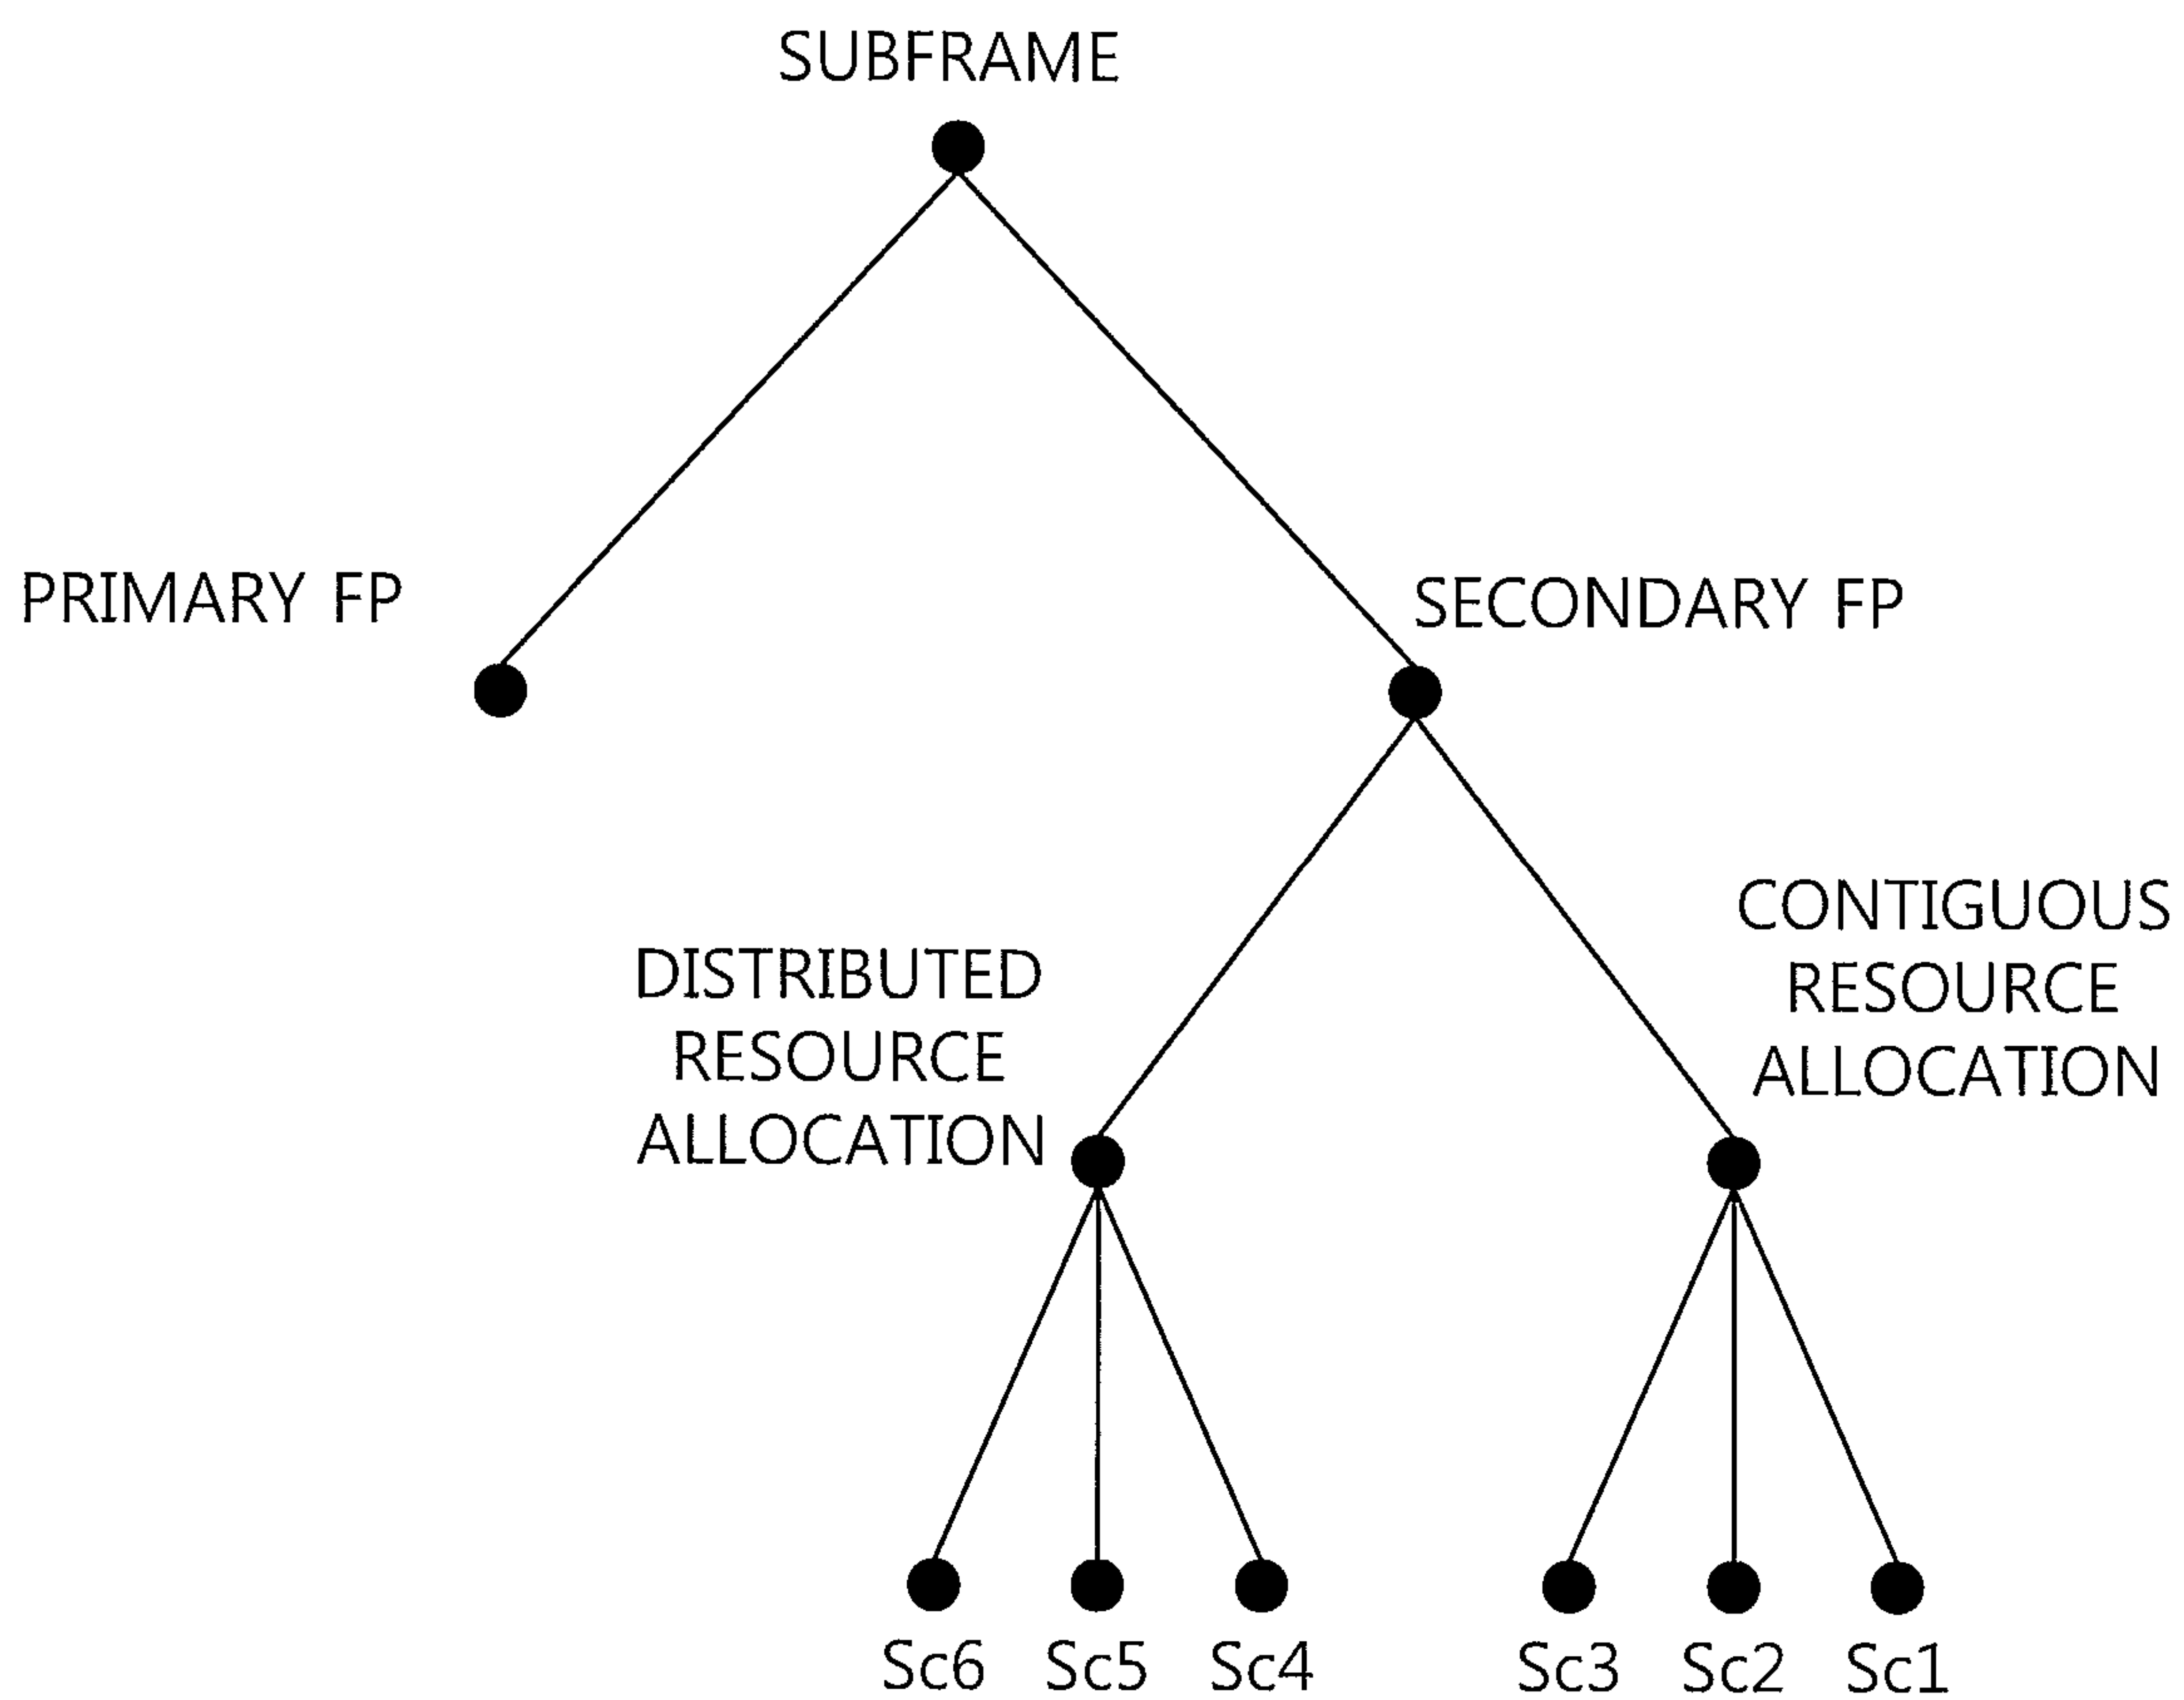 SUBFRAME
PRIMARY FP
SECONDARY FP
DISTRIBUTED
RESOURCE
ALLOCATION
CONTIGUOUS
RESOURCE
ALLOCATION
Sc6 Sc5 Sc4 Sc3 Sc2 Sc1